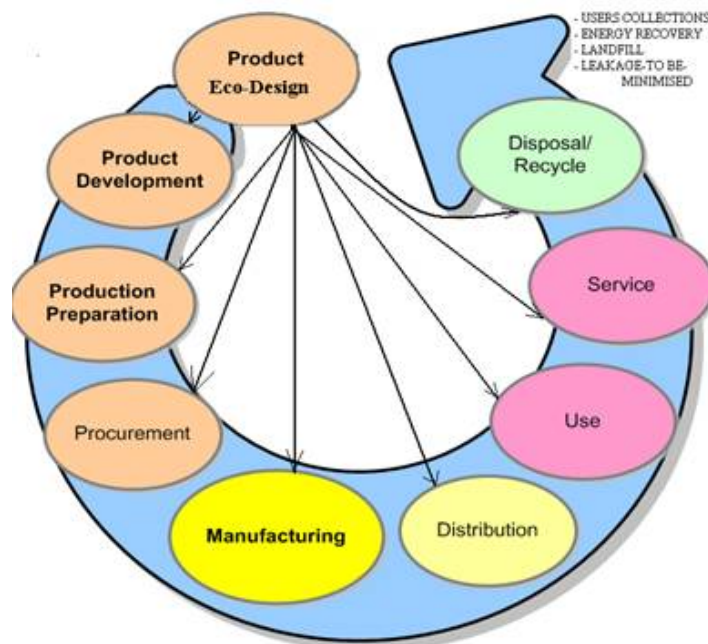 Product
Eco-Design
- USERS COLLECTIONS
- ENERGY RECOVERY
- LANDFILL
- LEAKAGE-TO BE-
MINIMISED
Product
Development
Production
Preparation
Procurement
Manufacturing
Distribution
Use
Service
Disposal/
Recycle